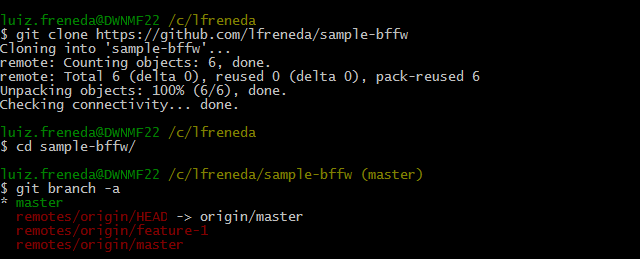 luiz.freneda@DWNMF22 /c/lfreneda
$ git clone https://github.com/lfreneda/sample-bffw
Cloning into 'sample-bffw'...
remote: Counting objects: 6, done.
remote: Total 6 (delta 0), reused 0 (delta 0), pack-reused 6
Unpacking objects: 100% (6/6), done.
Checking connectivity... done.
luiz.freneda@DWNMF22 /c/lfreneda
$ cd sample-bffw/
luiz.freneda@DWNMF22 /c/lfreneda/sample-bffw (master)
$ git branch -a
* master
remotes/origin/HEAD -> origin/master
remotes/origin/feature-1
remotes/origin/master